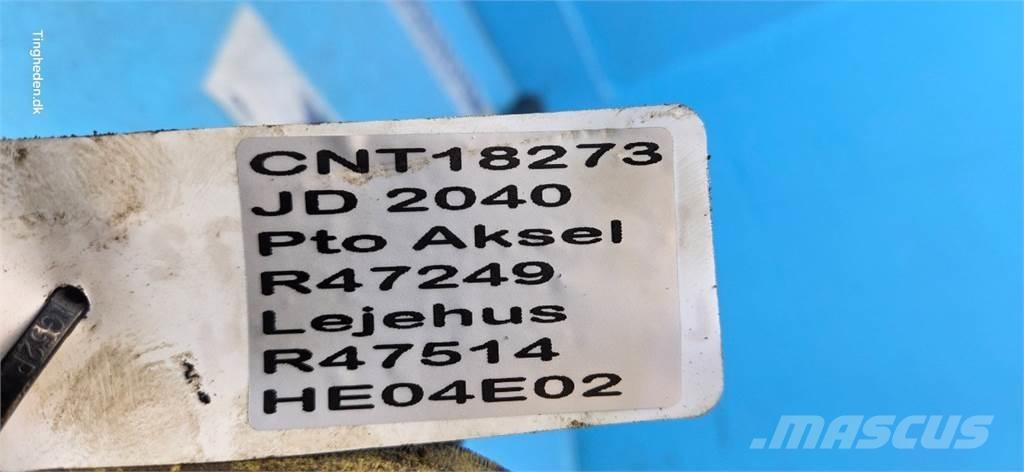 Tingheden.dk
CNT18273
JD 2040
Pto Aksel
R47249
Lejehus
R47514
HE04E02
MASCUS